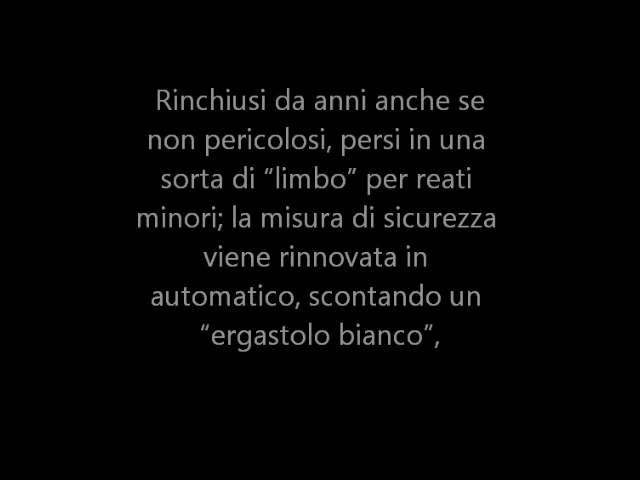 Rinchiusi da anni anche se
non pericolosi, persi in una
sorta di “limbo” per reati
minori; la misura di sicurezza
viene rinnovata in
automatico, scontando un
“ergastolo bianco”,